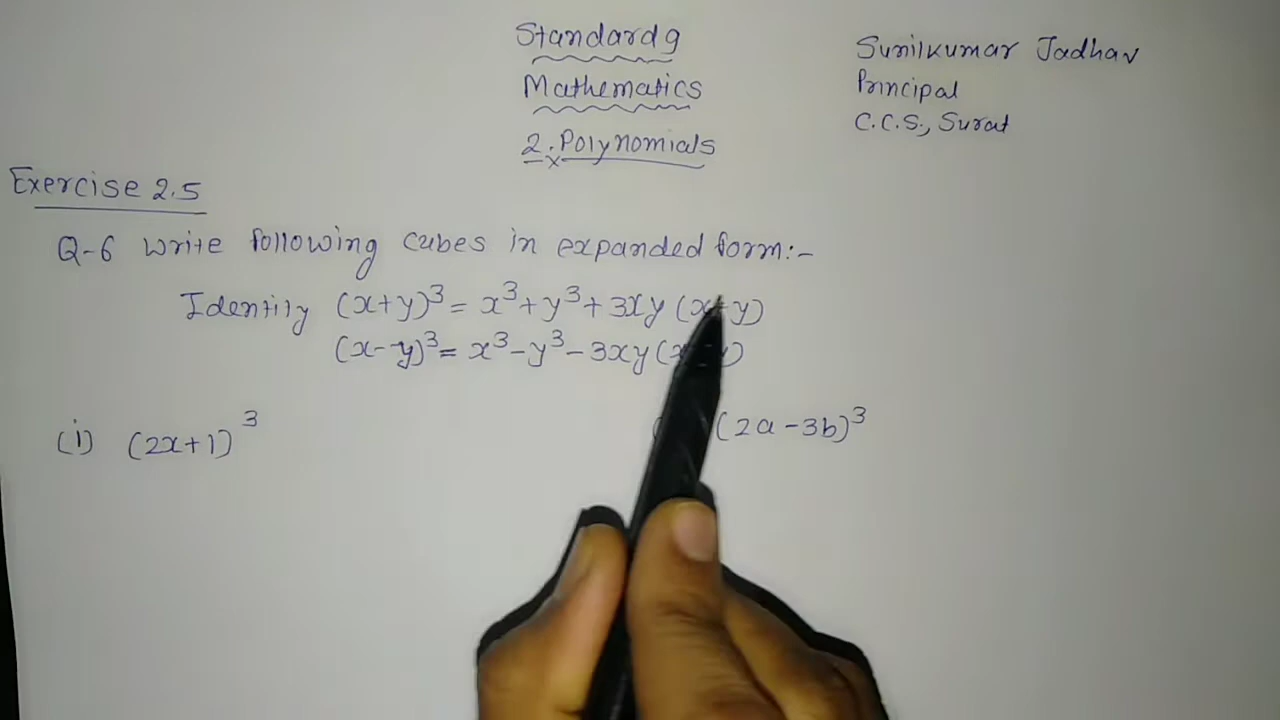 Standard 9
Mathematics
2. Polynomials
Sunilkumar Jadhav
Principal
C.C.S., Surat
Exercise 2.5
Q-6 Write following cubes in expanded form:-
Identity (x+y)³ = x³+y³+3xy(x+y)
(x-y)³ = x³-y³-3xy(x
(i) (2x+1)³
(2a-3b)³